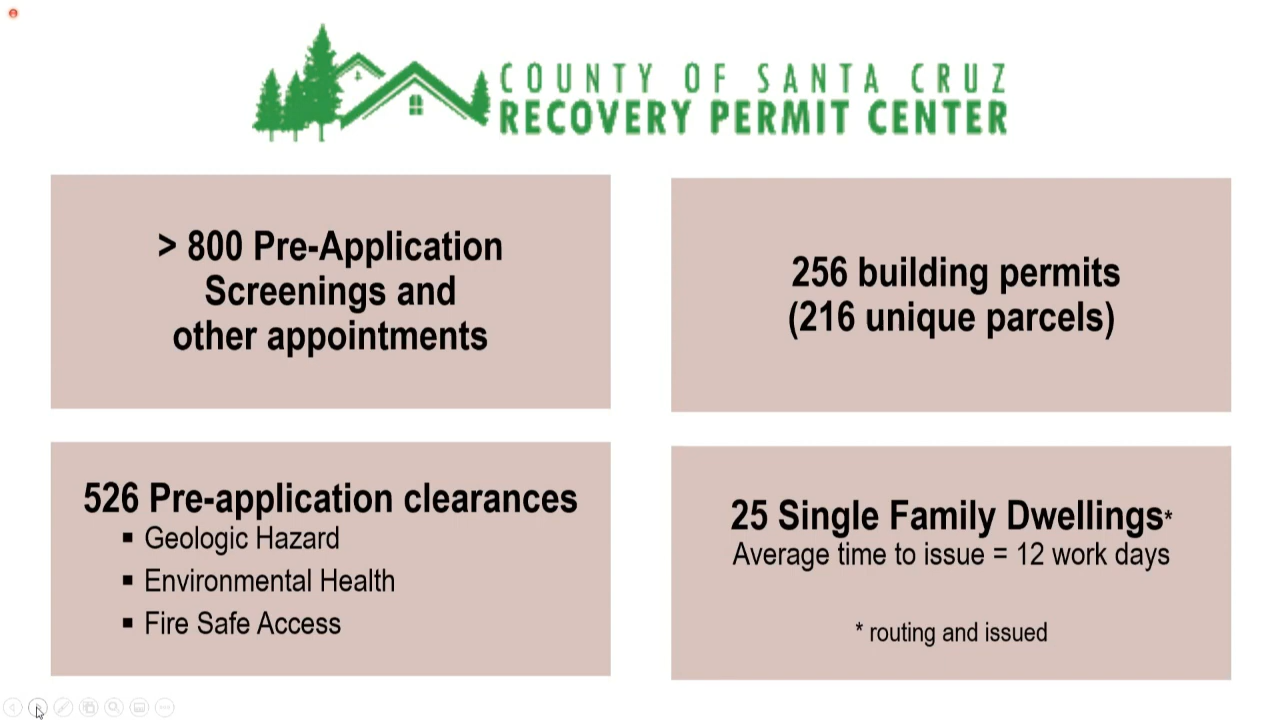 COUNTY OF SANTA CRUZ
RECOVERY PERMIT CENTER
> 800 Pre-Application
Screenings and
other appointments
256 building permits
(216 unique parcels)
526 Pre-application clearances
▪ Geologic Hazard
▪ Environmental Health
▪ Fire Safe Access
25 Single Family Dwellings*
Average time to issue = 12 work days
* routing and issued